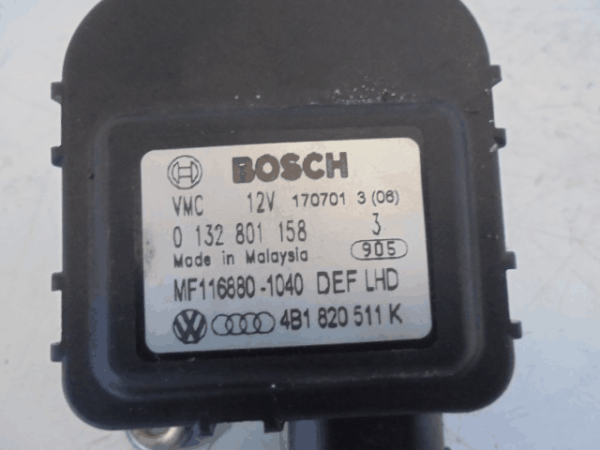 BOSCH
VMC 12V 170701 3 (06)
0 132 801 158 3
Made in Malaysia 905
MF116880-1040 DEF LHD
4B1 820 511 K